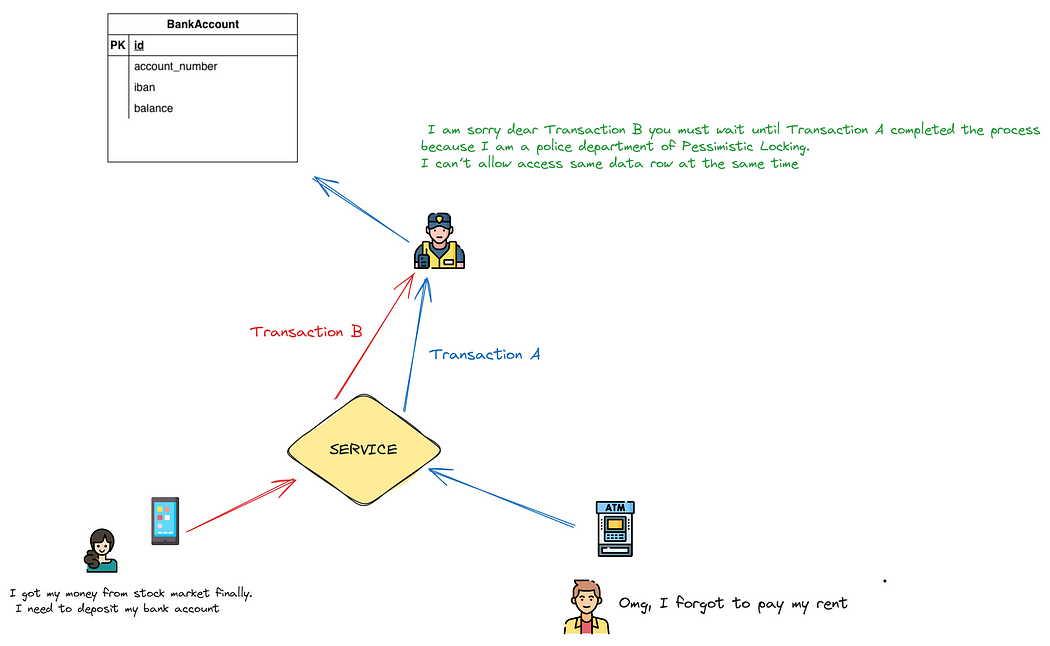 BankAccount
PK id
account_number
iban
balance
I am sorry dear Transaction B you must wait until Transaction A completed the process
because I am a police department of Pessimistic Locking.
I can't allow access same data row at the same time
Transaction B
Transaction A
SERVICE
ATM
I got my money from stock market finally.
I need to deposit my bank account
Omg, I forgot to pay my rent